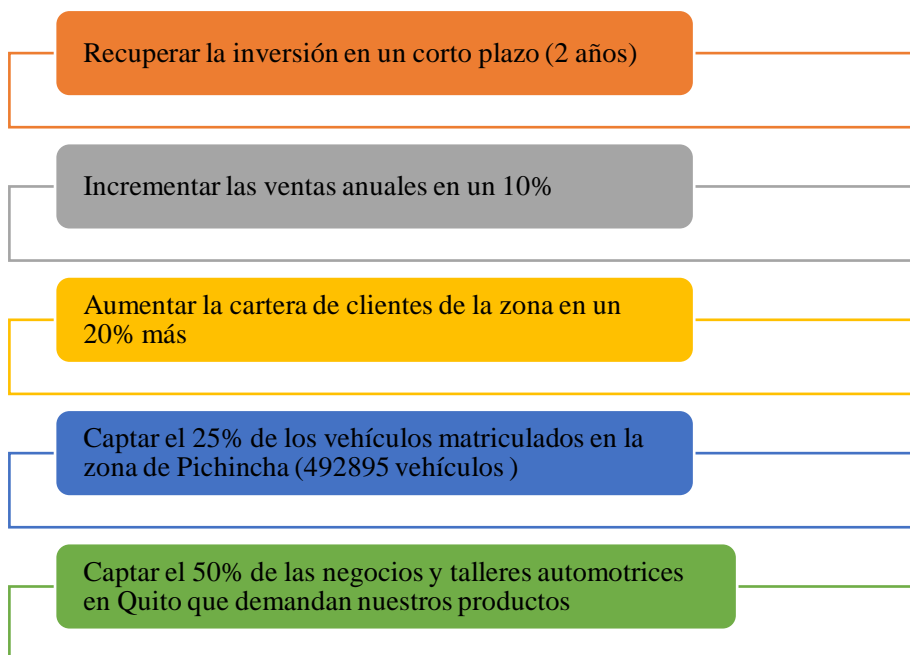 Recuperar la inversión en un corto plazo (2 años)
Incrementar las ventas anuales en un 10%
Aumentar la cartera de clientes de la zona en un
20% más
Captar el 25% de los vehículos matriculados en la
zona de Pichincha (492895 vehículos )
Captar el 50% de las negocios y talleres automotrices
en Quito que demandan nuestros productos